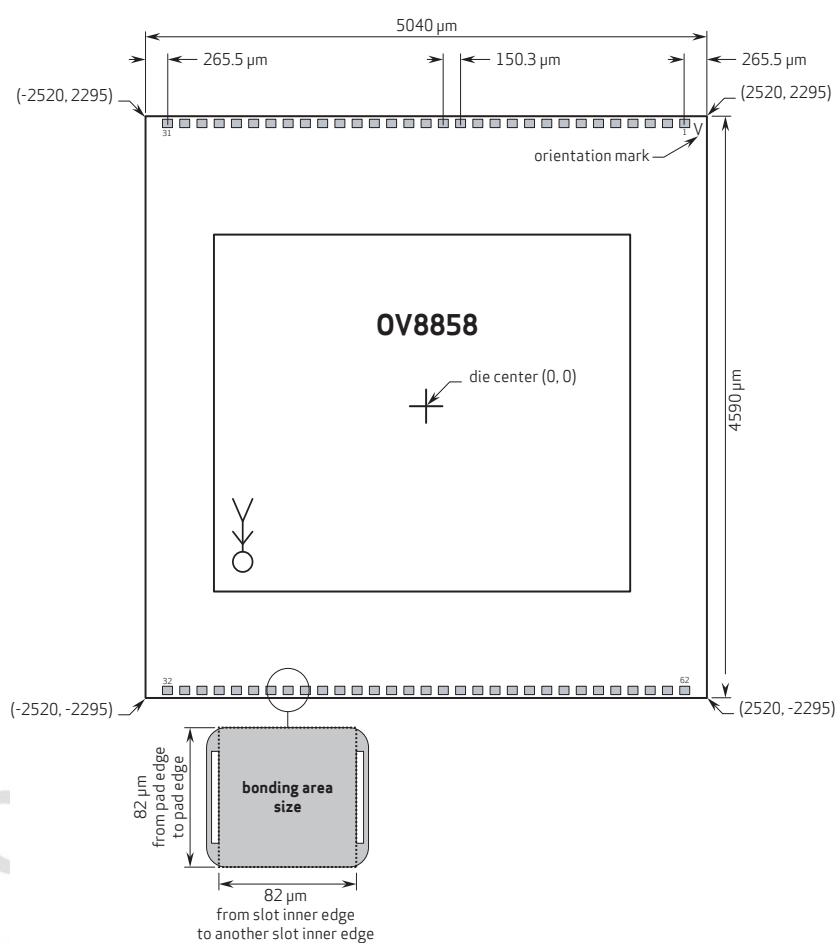 5040 µm
265.5 µm
150.3 µm
265.5 µm
(-2520, 2295)
(2520, 2295)
31
1
V
orientation mark
OV8858
die center (0, 0)
4590 µm
32
62
(-2520, -2295)
(2520, -2295)
82 µm
from pad edge
to pad edge
bonding area
size
82 µm
from slot inner edge
to another slot inner edge